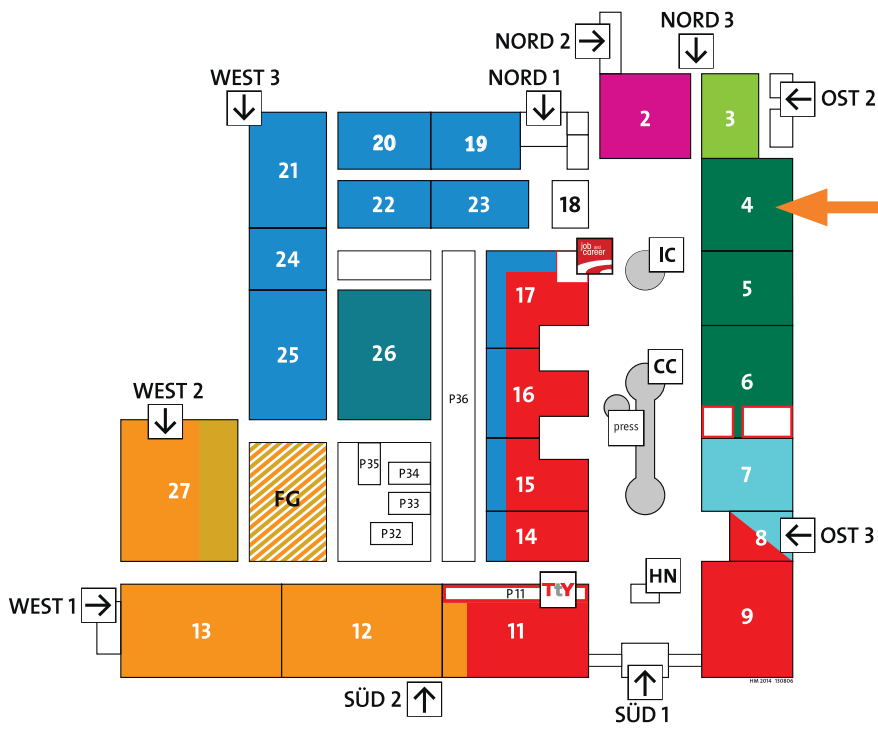 NORD 3
NORD 2
WEST 3
NORD 1
OST 2
2
3
20
19
21
22
23
18
4
job and
career
IC
24
17
5
25
26
P36
16
CC
6
WEST 2
press
P35
P34
7
27
FG
15
P33
P32
14
8
OST 3
HN
WEST 1
P11
TtY
13
12
11
9
HM 2014 130806
SÜD 2
SÜD 1